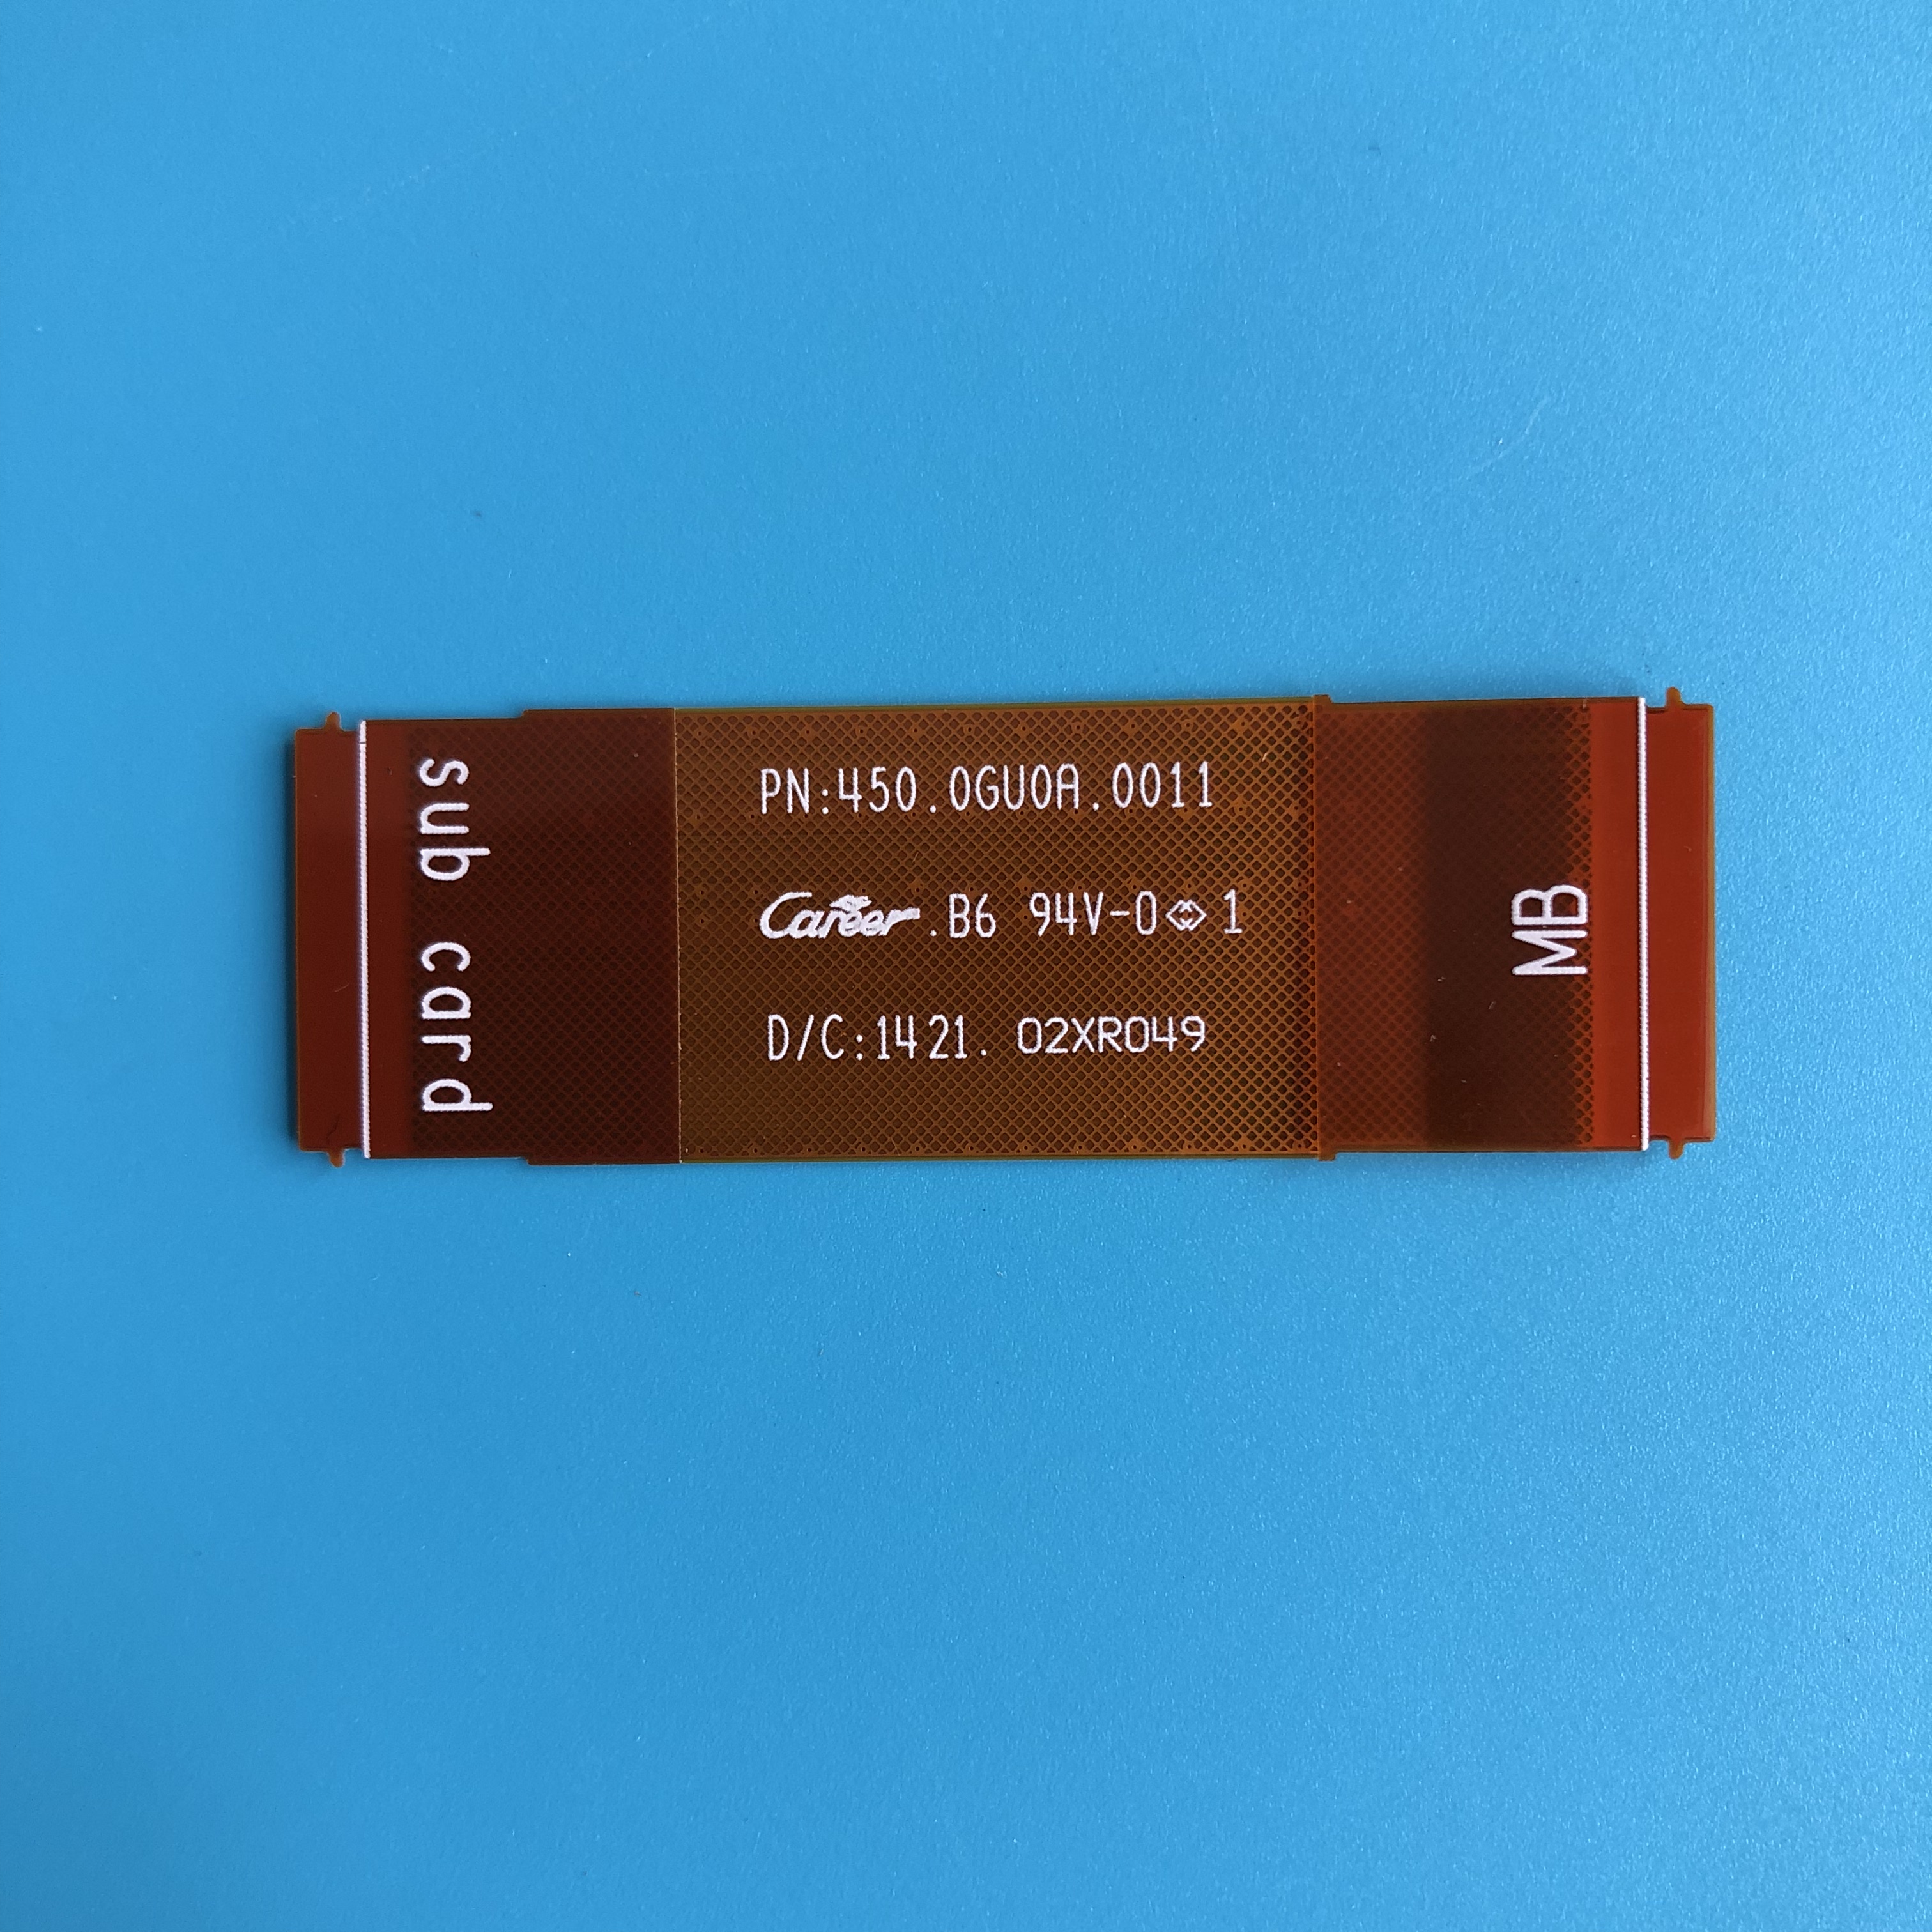 sub card
PN:450.0GU0A.0011
Career.B6 94V-0 1
D/C:1421. 02XR049
MB